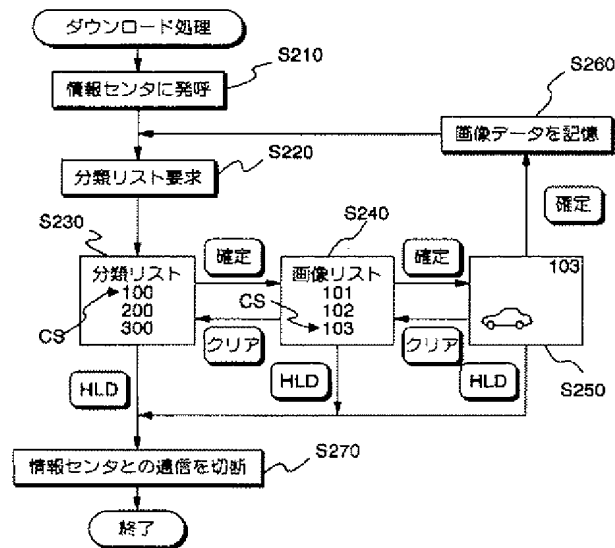 ダウンロード処理
S210
情報センタに発呼
S260
画像データを記憶
S220
分類リスト要求
確定
S230
S240
確定
確定
分類リスト
100
200
300
CS
画像リスト
101
102
103
CS
103
クリア
クリア
HLD
HLD
HLD
S250
S270
情報センタとの通信を切断
終了